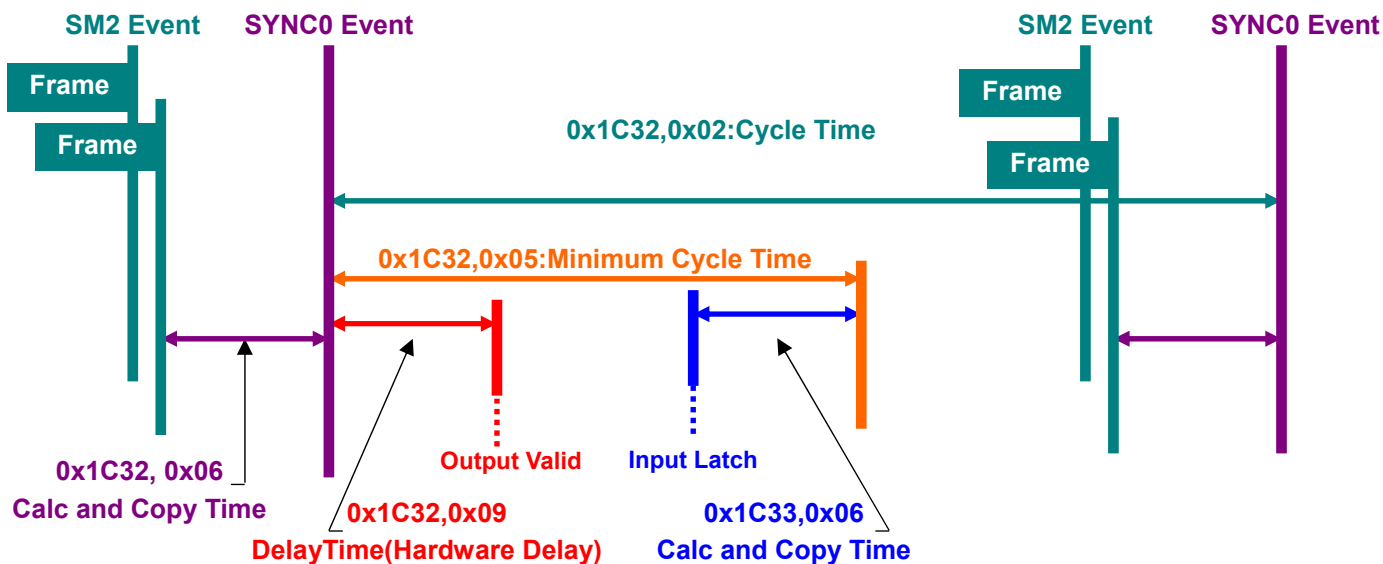 SM2 Event
SYNC0 Event
SM2 Event
SYNC0 Event
Frame
Frame
Frame
Frame
0x1C32,0x02:Cycle Time
0x1C32,0x05:Minimum Cycle Time
Output Valid
Input Latch
0x1C32, 0x06
Calc and Copy Time
0x1C32,0x09
DelayTime(Hardware Delay)
0x1C33,0x06
Calc and Copy Time